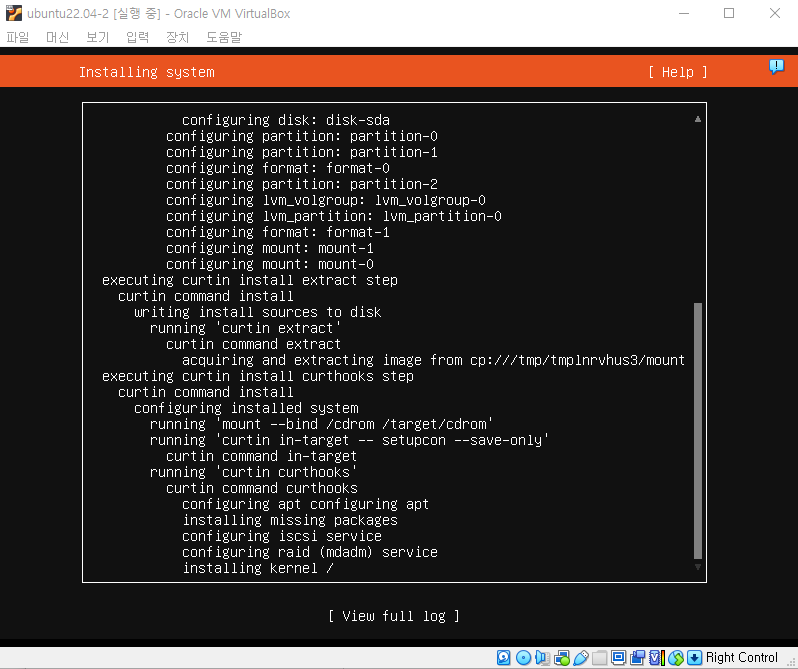 ubuntu22.04-2 [실행 중] - Oracle VM VirtualBox
파일 머신 보기 입력 장치 도움말
Installing system [ Help ]
configuring disk: disk-sda
configuring partition: partition-0
configuring partition: partition-1
configuring format: format-0
configuring partition: partition-2
configuring lvm_volgroup: lvm_volgroup-0
configuring lvm_partition: lvm_partition-0
configuring format: format-1
configuring mount: mount-1
configuring mount: mount-0
executing curtin install extract step
curtin command install
writing install sources to disk
running 'curtin extract'
curtin command extract
acquiring and extracting image from cp:///tmp/tmplnrvhus3/mount
executing curtin install curthooks step
curtin command install
configuring installed system
running 'mount --bind /cdrom /target/cdrom'
running 'curtin in-target -- setupcon --save-only'
curtin command in-target
running 'curtin curthooks'
curtin command curthooks
configuring apt configuring apt
installing missing packages
configuring iscsi service
configuring raid (mdadm) service
installing kernel /
[ View full log ]
Right Control